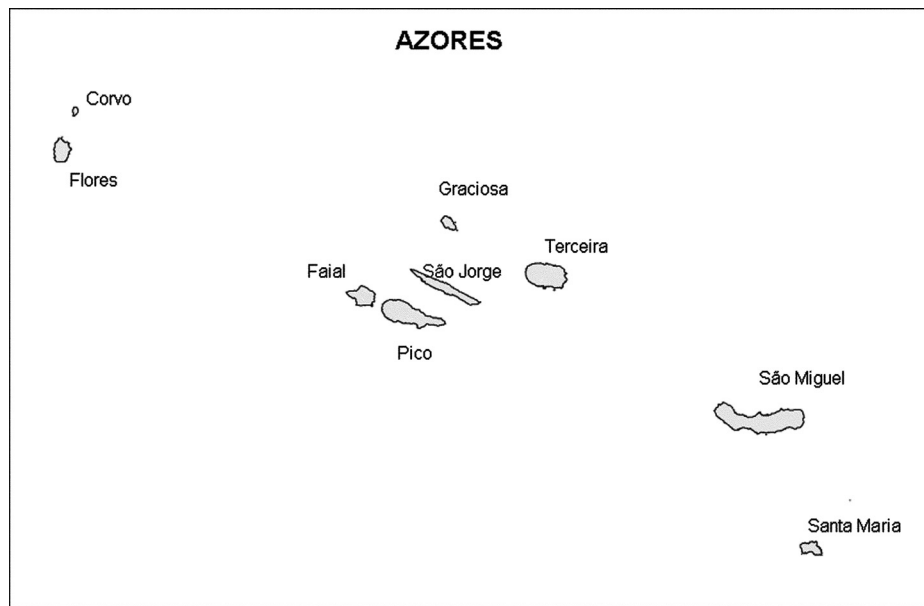 AZORES
Corvo
Flores
Graciosa
Terceira
Faial
São Jorge
Pico
São Miguel
Santa Maria